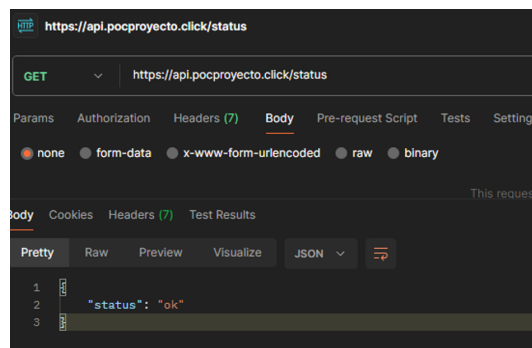 HTTP https://api.pocproyecto.click/status
GET https://api.pocproyecto.click/status
Params Authorization Headers (7) Body Pre-request Script Tests Setting
none form-data x-www-form-urlencoded raw binary
This reques
Body Cookies Headers (7) Test Results
Pretty Raw Preview Visualize JSON
1 {
2 "status": "ok"
3 }